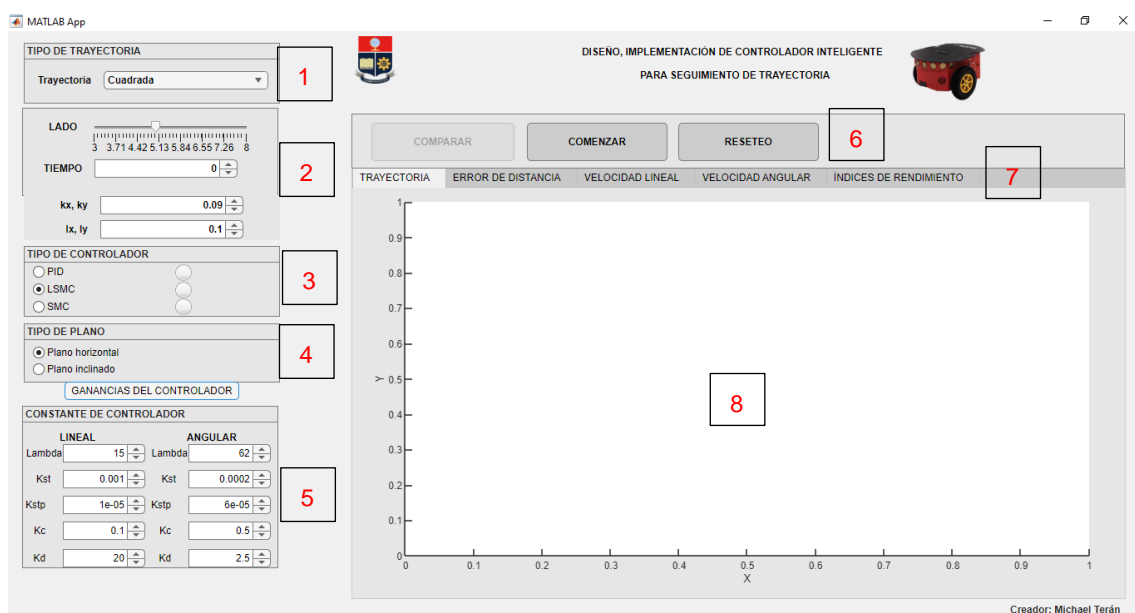 MATLAB App
TIPO DE TRAYECTORIA
Trayectoria Cuadrada
1
DISEÑO, IMPLEMENTACIÓN DE CONTROLADOR INTELIGENTE
PARA SEGUIMIENTO DE TRAYECTORIA
LADO
3 3.71 4.42 5.13 5.84 6.55 7.26 8
TIEMPO 0
2
kx, ky 0.09
lx, ly 0.1
TIPO DE CONTROLADOR
PID
LSMC
SMC
3
TIPO DE PLANO
Plano horizontal
Plano inclinado
4
GANANCIAS DEL CONTROLADOR
CONSTANTE DE CONTROLADOR
LINEAL ANGULAR
Lambda 15 Lambda 62
Kst 0.001 Kst 0.0002
Kstp 1e-05 Kstp 6e-05
Kc 0.1 Kc 0.5
Kd 20 Kd 2.5
5
COMPARAR COMENZAR RESETEO
6
TRAYECTORIA ERROR DE DISTANCIA VELOCIDAD LINEAL VELOCIDAD ANGULAR ÍNDICES DE RENDIMIENTO
7
1
0.9
0.8
0.7
0.6
Y 0.5
0.4
0.3
0.2
0.1
0
8
0 0.1 0.2 0.3 0.4 0.5 0.6 0.7 0.8 0.9 1
X
Creador: Michael Terán